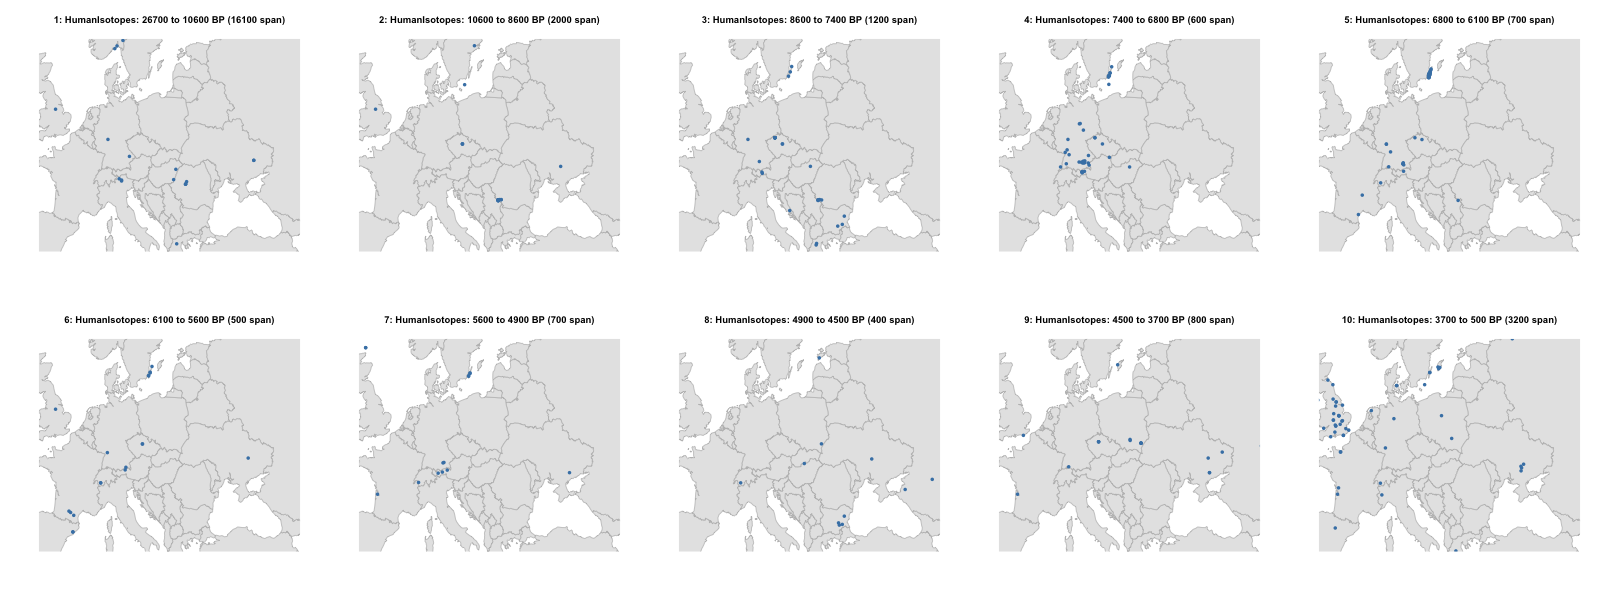 1: HumanIsotopes: 26700 to 10600 BP (16100 span)
2: HumanIsotopes: 10600 to 8600 BP (2000 span)
3: HumanIsotopes: 8600 to 7400 BP (1200 span)
4: HumanIsotopes: 7400 to 6800 BP (600 span)
5: HumanIsotopes: 6800 to 6100 BP (700 span)
6: HumanIsotopes: 6100 to 5600 BP (500 span)
7: HumanIsotopes: 5600 to 4900 BP (700 span)
8: HumanIsotopes: 4900 to 4500 BP (400 span)
9: HumanIsotopes: 4500 to 3700 BP (800 span)
10: HumanIsotopes: 3700 to 500 BP (3200 span)